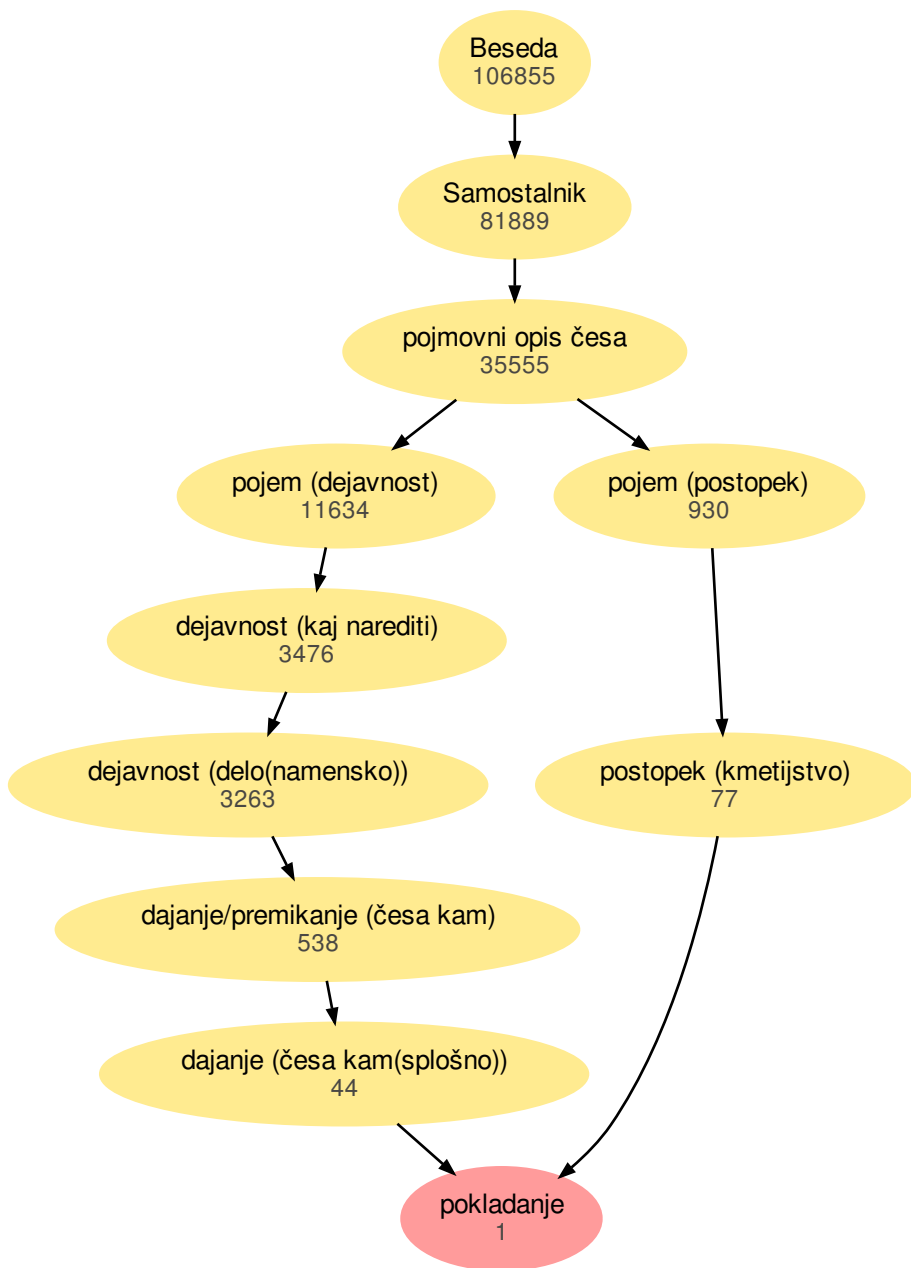 Beseda
106855
Samostalnik
81889
pojmovni opis česa
35555
pojem (dejavnost)
11634
pojem (postopek)
930
dejavnost (kaj narediti)
3476
dejavnost (delo(namensko))
3263
postopek (kmetijstvo)
77
dajanje/premikanje (česa kam)
538
dajanje (česa kam(splošno))
44
pokladanje
1